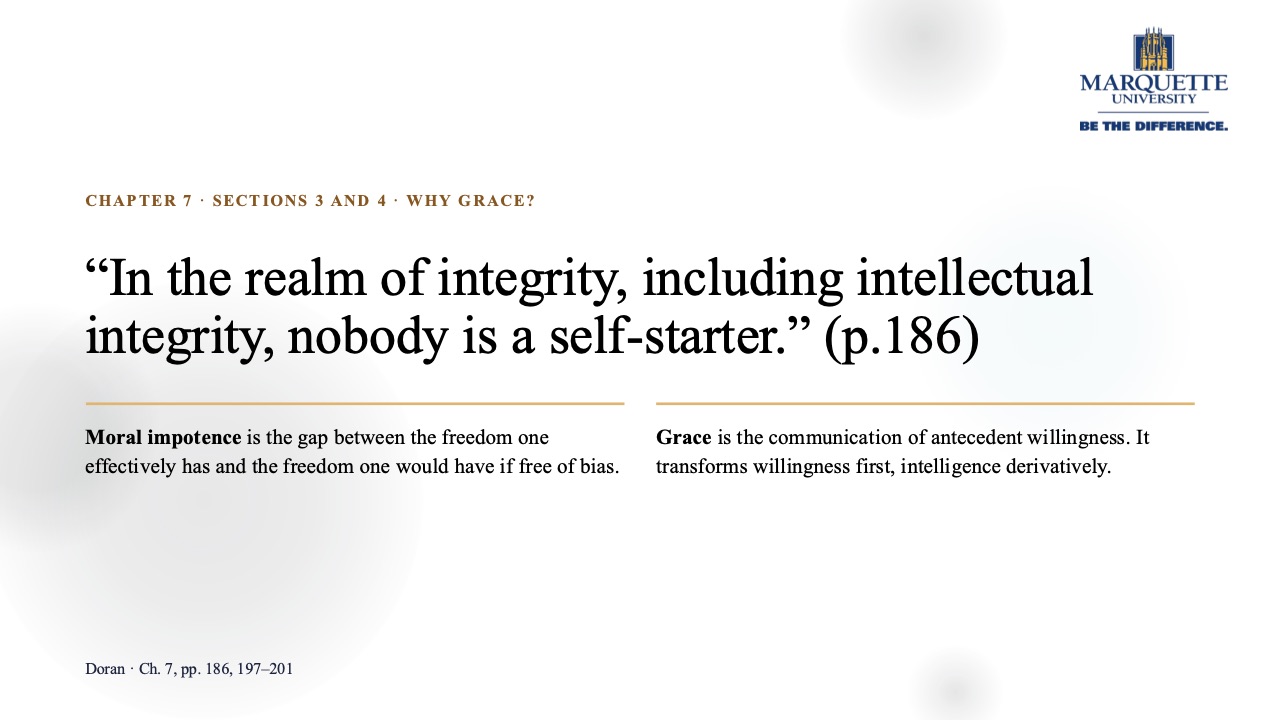 MARQUETTE
UNIVERSITY
BE THE DIFFERENCE.
CHAPTER 7 · SECTIONS 3 AND 4 · WHY GRACE?
“In the realm of integrity, including intellectual
integrity, nobody is a self-starter.” (p.186)
Moral impotence is the gap between the freedom one
effectively has and the freedom one would have if free of bias.
Grace is the communication of antecedent willingness. It
transforms willingness first, intelligence derivatively.
Doran · Ch. 7, pp. 186, 197–201